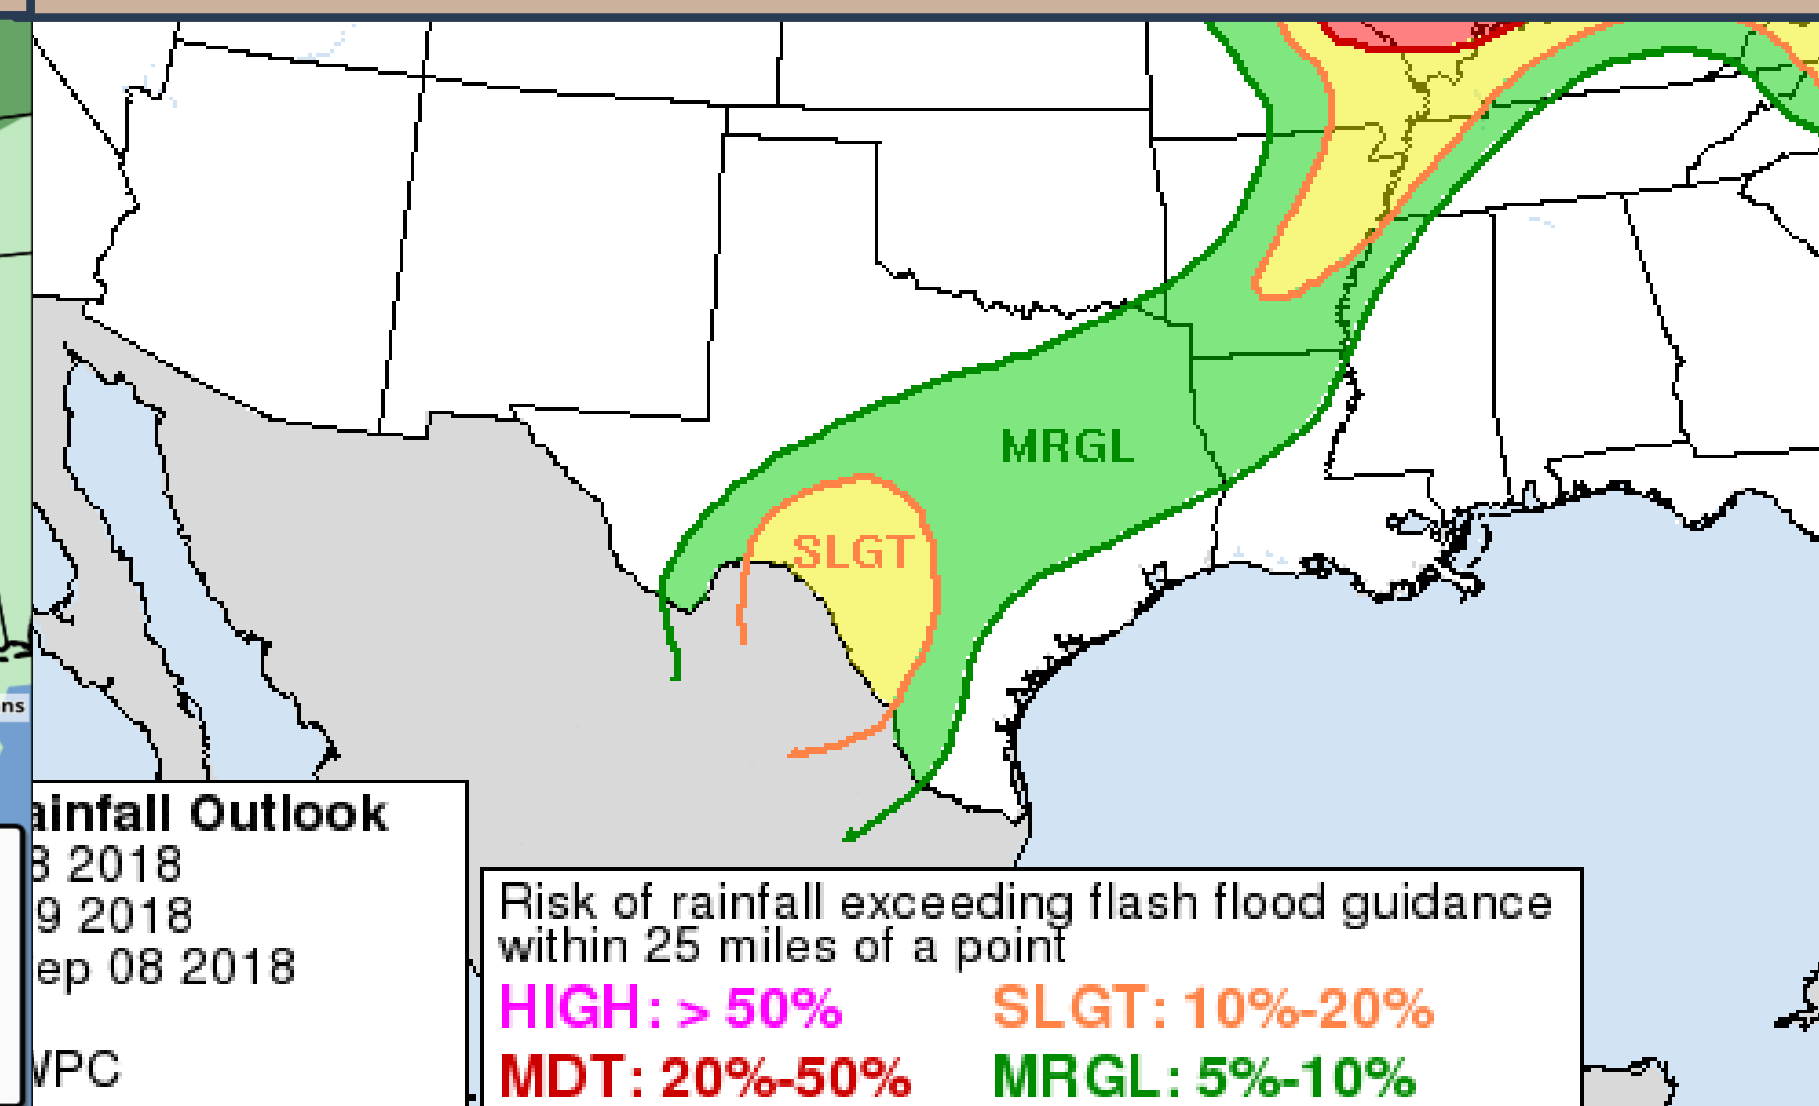 MRGL
SLGT
ns
ainfall Outlook
8 2018
9 2018
ep 08 2018
WPC
Risk of rainfall exceeding flash flood guidance
within 25 miles of a point
HIGH: > 50%
SLGT: 10%-20%
MDT: 20%-50%
MRGL: 5%-10%